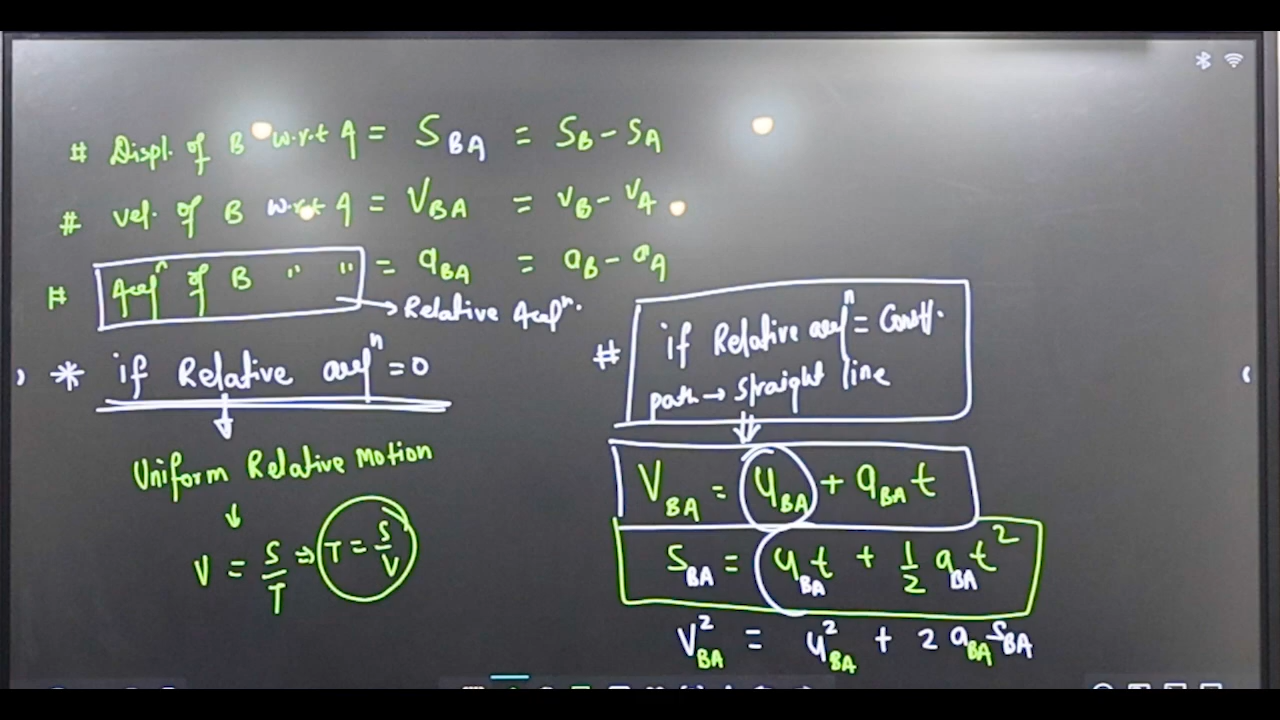 # Displ. of B w.r.t A = S_BA = S_B - S_A
# vel. of B w.r.t A = V_BA = V_B - V_A
# Accⁿ of B " " = a_BA = a_B - a_A
→ Relative Accⁿ.
* if Relative accⁿ = 0
↓
Uniform Relative Motion
↓
V = S/T ⇒ T = S/V
# if Relative accⁿ = Constt.
path → straight line
⇓
V_BA = u_BA + a_BA t
S_BA = u_BA t + 1/2 a_BA t²
V²_BA = u²_BA + 2 a_BA S_BA